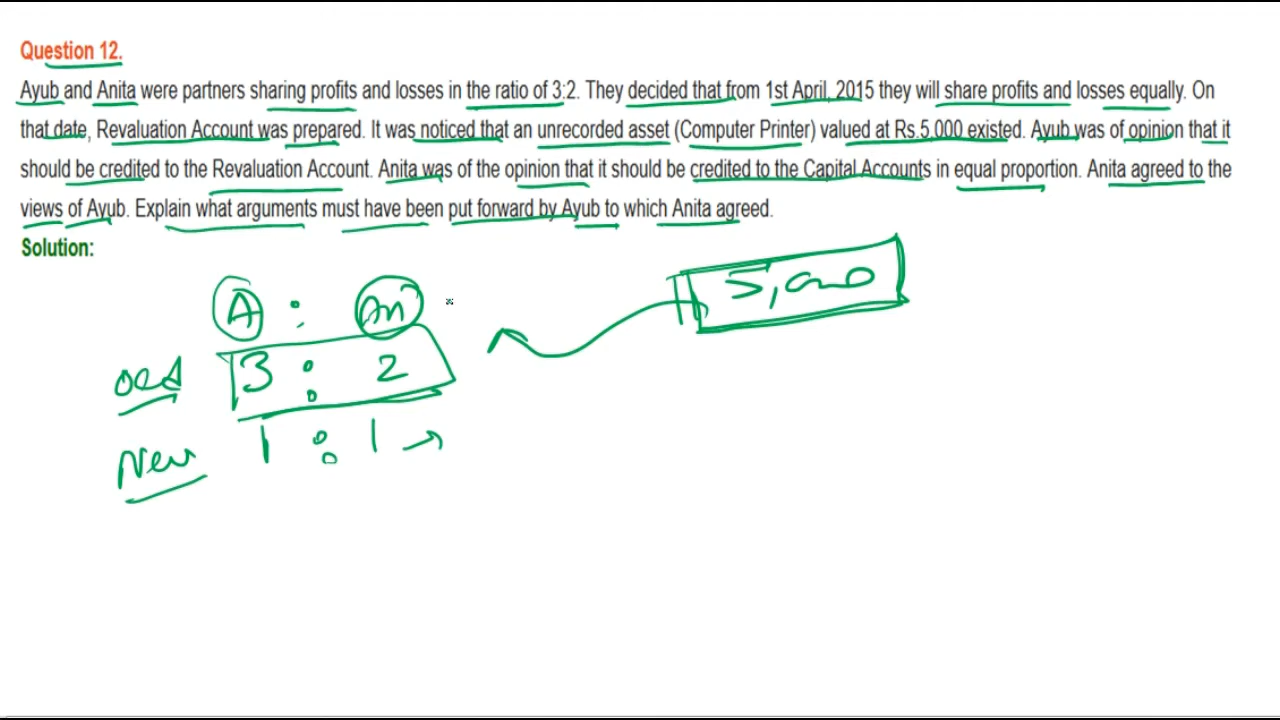 Question 12.
Ayub and Anita were partners sharing profits and losses in the ratio of 3:2. They decided that from 1st April, 2015 they will share profits and losses equally. On
that date, Revaluation Account was prepared. It was noticed that an unrecorded asset (Computer Printer) valued at Rs.5,000 existed. Ayub was of opinion that it
should be credited to the Revaluation Account. Anita was of the opinion that it should be credited to the Capital Accounts in equal proportion. Anita agreed to the
views of Ayub. Explain what arguments must have been put forward by Ayub to which Anita agreed.
Solution:
5,000
A : An
old 3 : 2
New 1 : 1 →